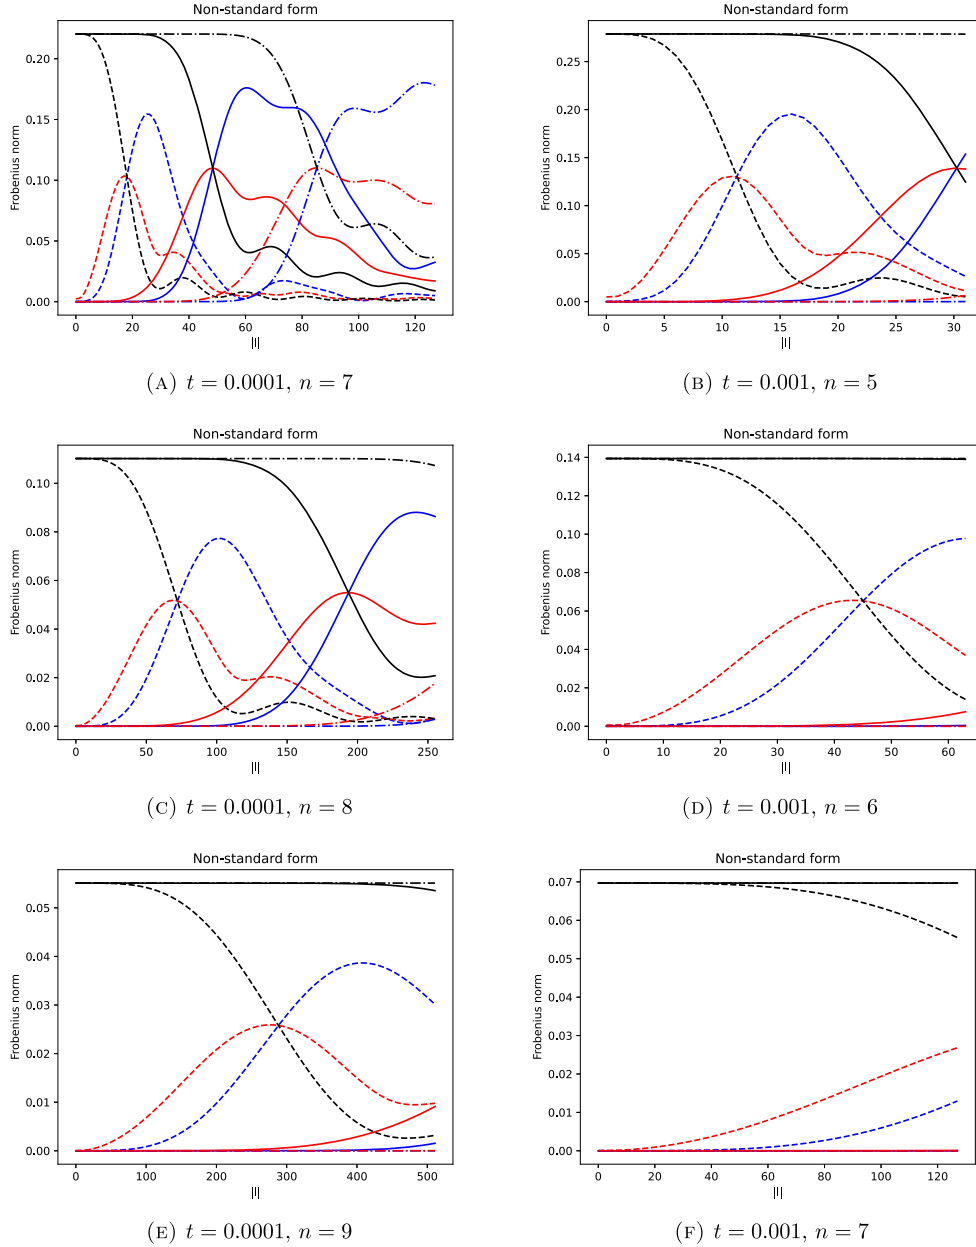 Non-standard form
Non-standard form
Frobenius norm
0.20
0.15
0.10
0.05
0.00
0 20 40 60 80 100 120
|l|
Frobenius norm
0.25
0.20
0.15
0.10
0.05
0.00
0 5 10 15 20 25 30
|l|
(A) t = 0.0001, n = 7
(B) t = 0.001, n = 5
Non-standard form
Non-standard form
Frobenius norm
0.10
0.08
0.06
0.04
0.02
0.00
0 50 100 150 200 250
|l|
Frobenius norm
0.14
0.12
0.10
0.08
0.06
0.04
0.02
0.00
0 10 20 30 40 50 60
|l|
(C) t = 0.0001, n = 8
(D) t = 0.001, n = 6
Non-standard form
Non-standard form
Frobenius norm
0.05
0.04
0.03
0.02
0.01
0.00
0 100 200 300 400 500
|l|
Frobenius norm
0.07
0.06
0.05
0.04
0.03
0.02
0.01
0.00
0 20 40 60 80 100 120
|l|
(E) t = 0.0001, n = 9
(F) t = 0.001, n = 7